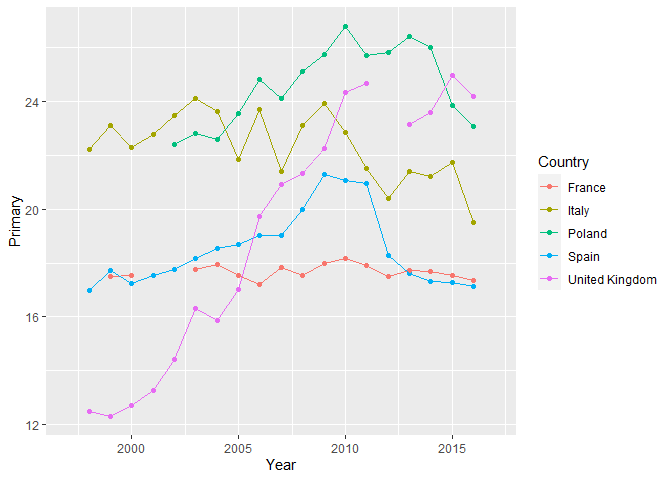 24
20
16
12
Primary
2000 2005 2010 2015
Year
Country
France
Italy
Poland
Spain
United Kingdom